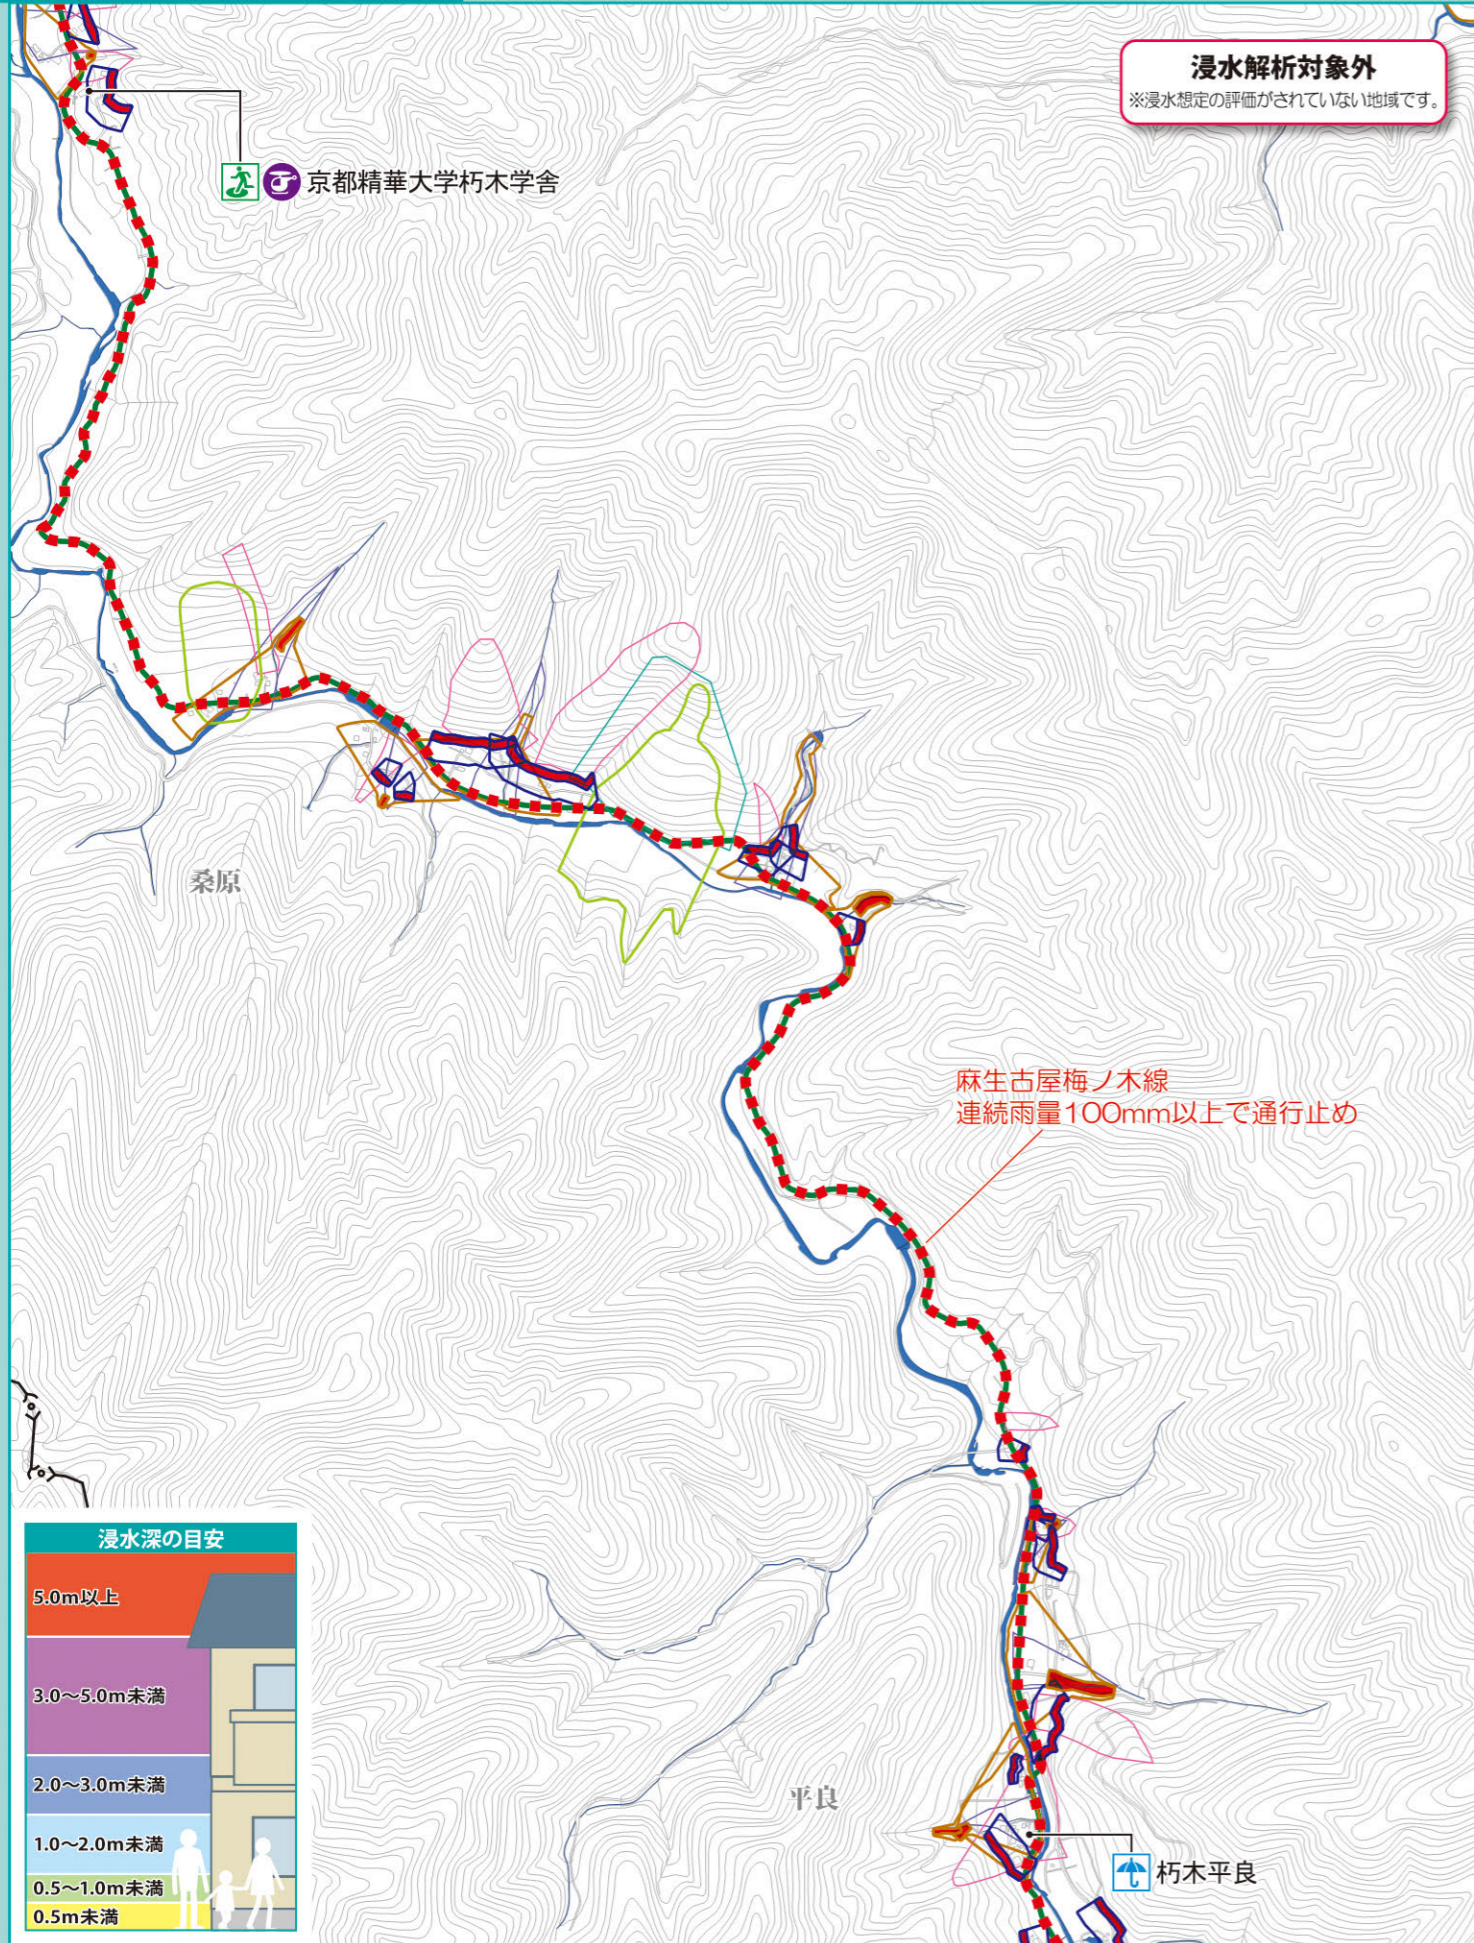 浸水解析対象外
※浸水想定の評価がされていない地域です。
京都精華大学朽木学舎
桑原
麻生古屋梅ノ木線
連続雨量100mm以上で通行止め
浸水深の目安
5.0m以上
3.0〜5.0m未満
2.0〜3.0m未満
1.0〜2.0m未満
0.5〜1.0m未満
0.5m未満
平良
朽木平良